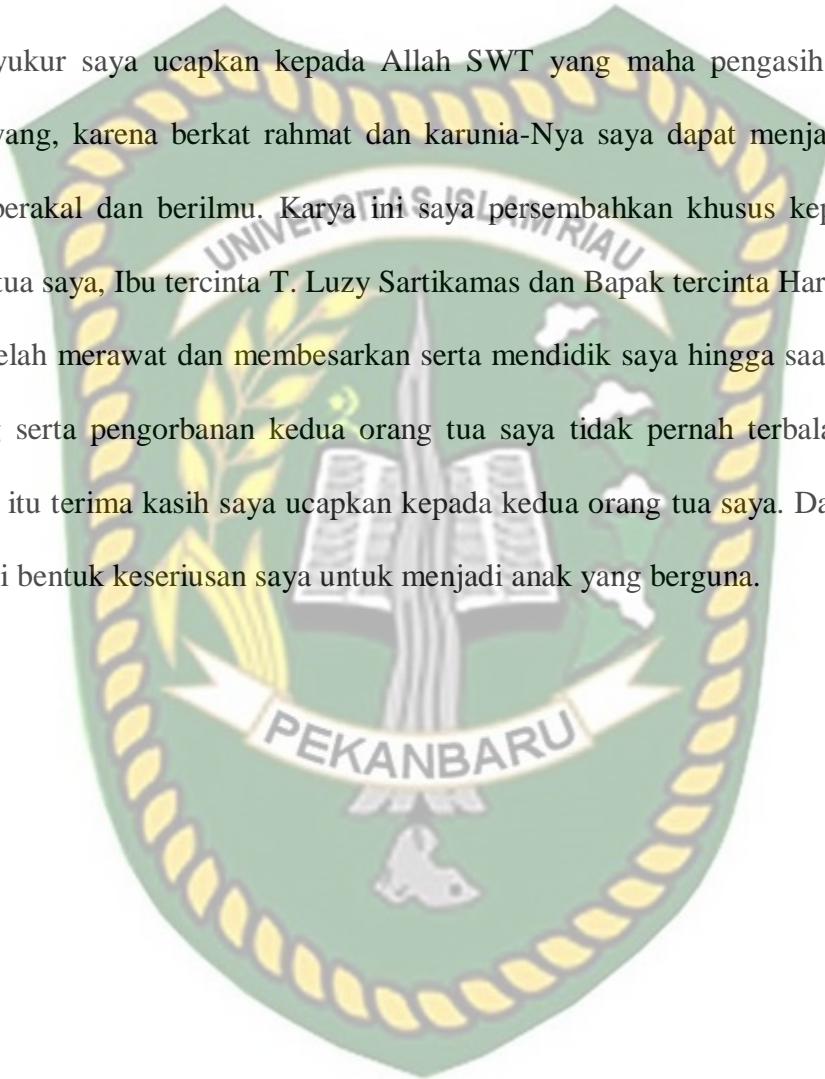 yukur saya ucapkan kepada Allah SWT yang maha pengasih
yang, karena berkat rahmat dan karunia-Nya saya dapat menja
berakal dan berilmu. Karya ini saya persembahkan khusus kep
UNIVERSITAS ISLAM RIAU
tua saya, Ibu tercinta T. Luzy Sartikamas dan Bapak tercinta Har
elah merawat dan membesarkan serta mendidik saya hingga saa
serta pengorbanan kedua orang tua saya tidak pernah terbala
itu terima kasih saya ucapkan kepada kedua orang tua saya. Da
i bentuk keseriusan saya untuk menjadi anak yang berguna.
PEKANBARU